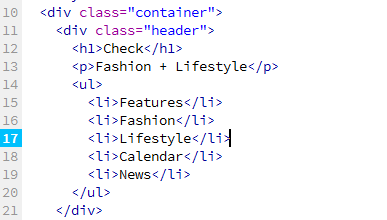 10 <div class="container">
11 <div class="header">
12 <h1>Check</h1>
13 <p>Fashion + Lifestyle</p>
14 <ul>
15 <li>Features</li>
16 <li>Fashion</li>
17 <li>Lifestyle</li>
18 <li>Calendar</li>
19 <li>News</li>
20 </ul>
21 </div>